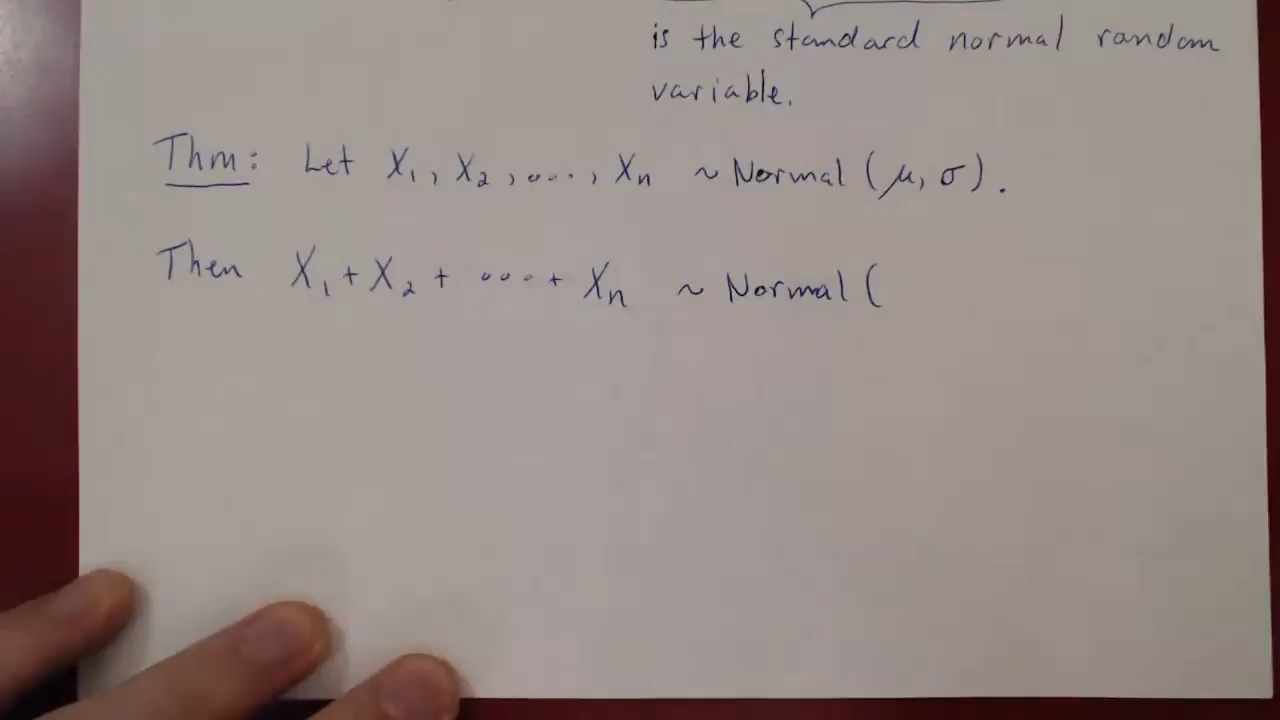 is the standard normal random
variable.
Thm: Let X₁, X₂, ..., Xₙ ~ Normal (μ, σ).
Then X₁ + X₂ + ... + Xₙ ~ Normal (